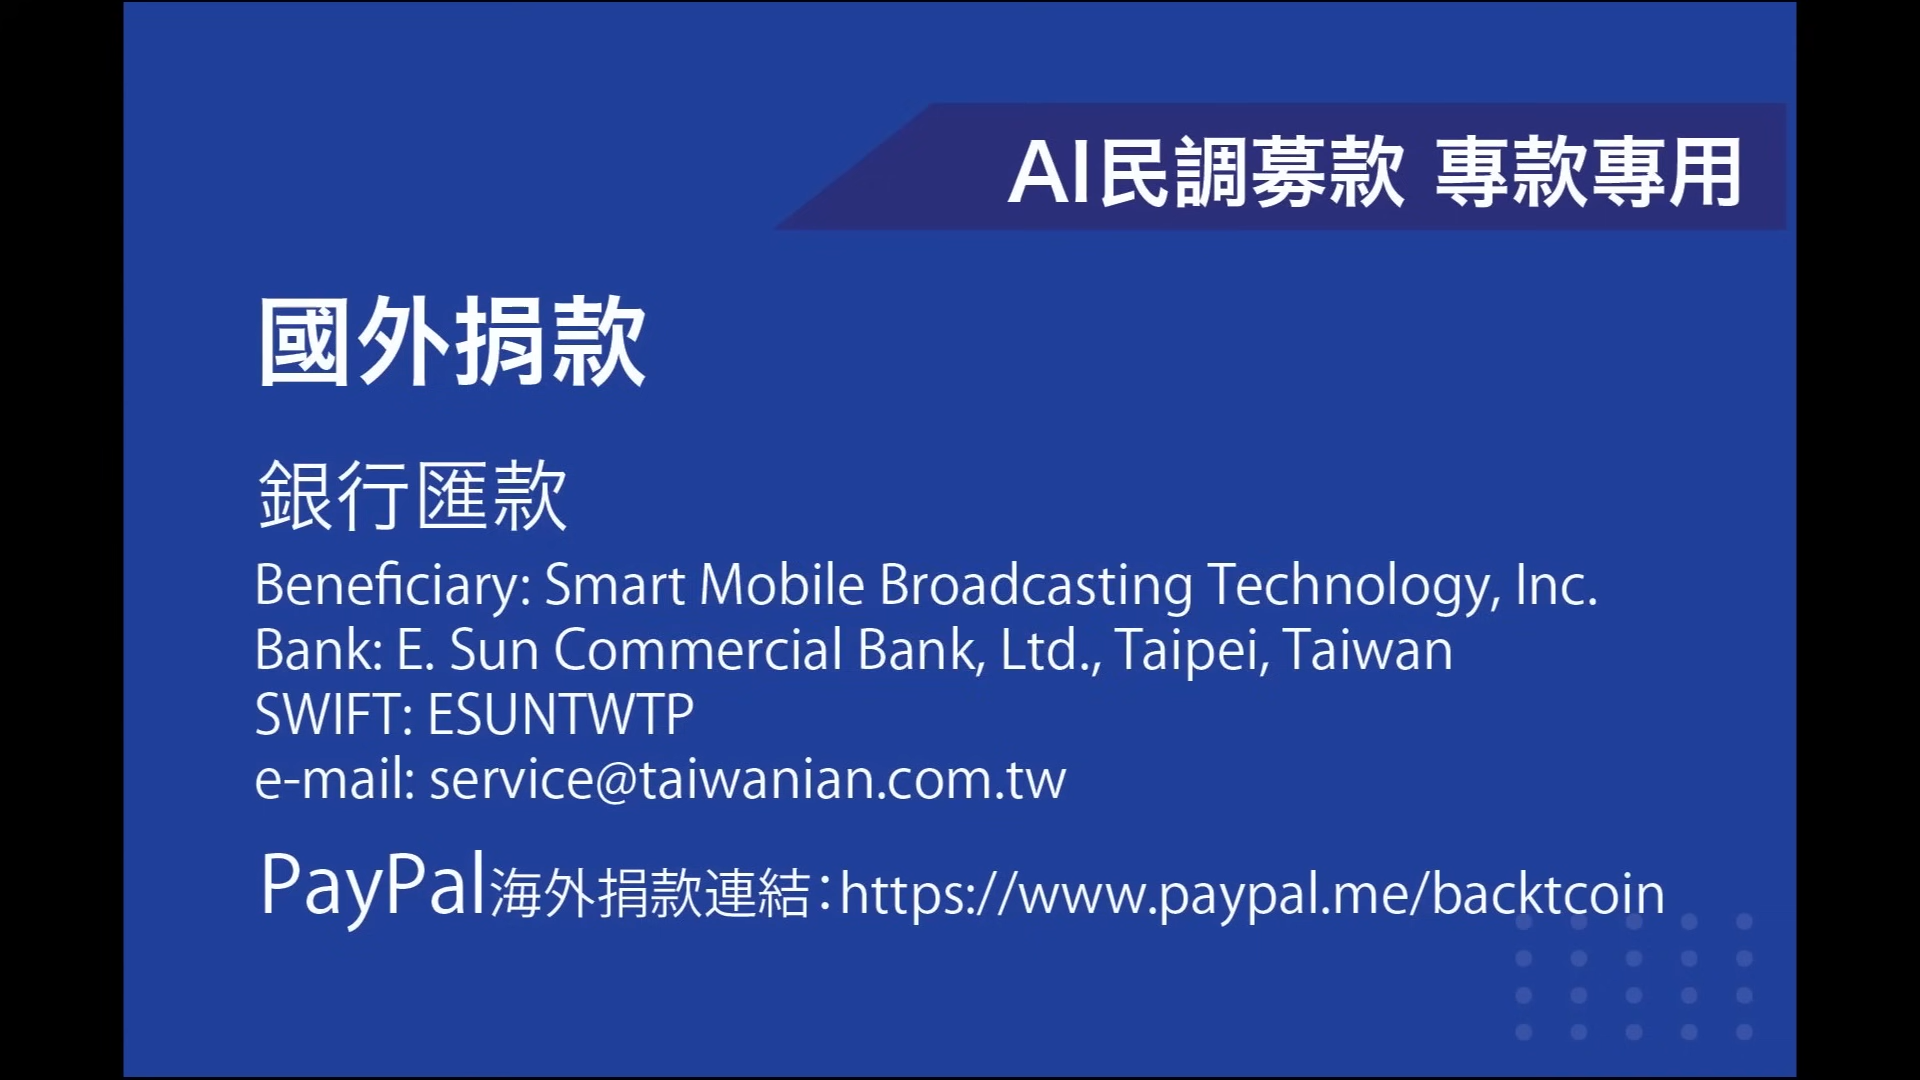 AI民調募款 專款專用
國外捐款
銀行匯款
Beneficiary: Smart Mobile Broadcasting Technology, Inc.
Bank: E. Sun Commercial Bank, Ltd., Taipei, Taiwan
SWIFT: ESUNTWTP
e-mail: service@taiwanian.com.tw
PayPal海外捐款連結：https://www.paypal.me/backtcoin